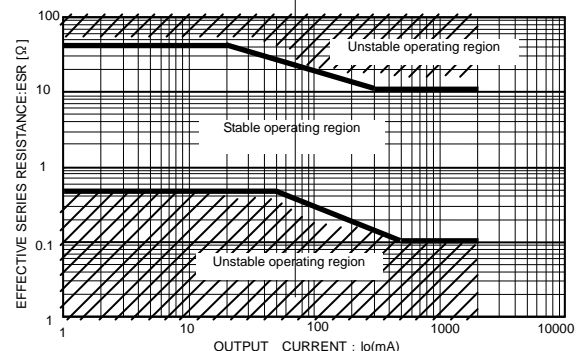 EFFECTIVE SERIES RESISTANCE:ESR [Ω]
100
10
1
0.1
1
Unstable operating region
Stable operating region
Unstable operating region
1
10
100
1000
10000
OUTPUT CURRENT : Io(mA)